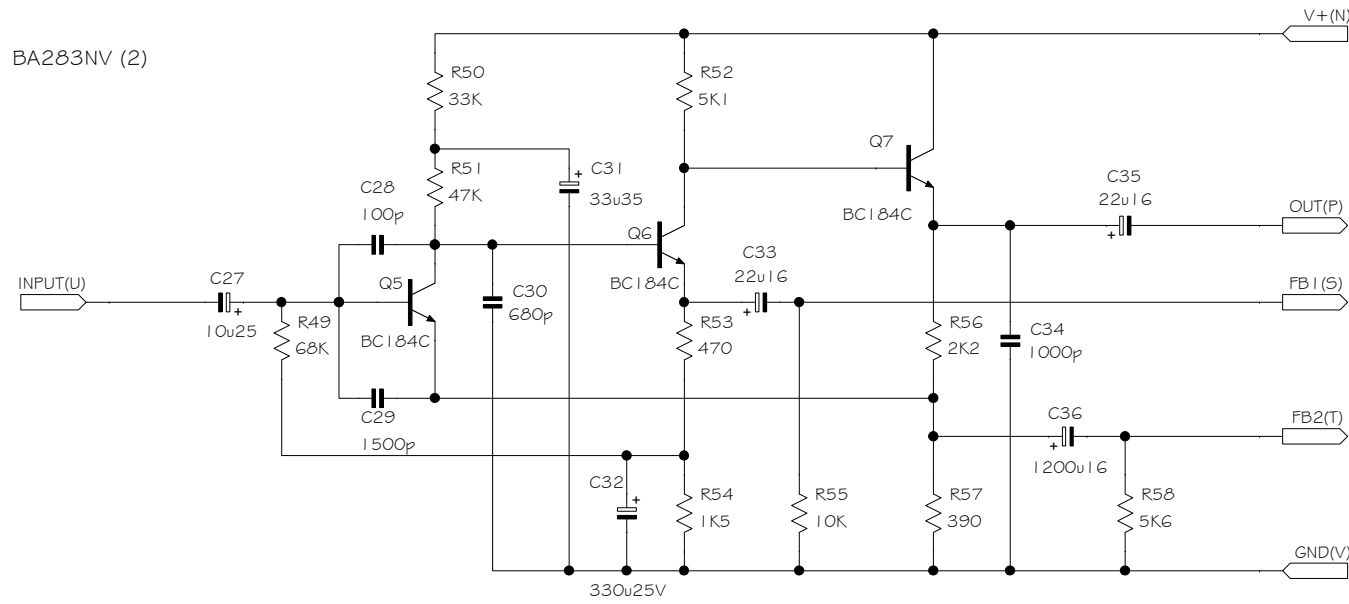 V+(N)
BA283NV (2)
R50
33K
R52
5K1
Q7
R51
47K
C31
33u35
C28
100p
C35
22u16
BC184C
OUT(P)
Q6
C33
22u16
BC184C
INPUT(U)
C27
10u25
Q5
FB1(S)
C30
680p
R49
68K
BC184C
R53
470
R56
2K2
C34
1000p
C29
1500p
C36
1200u16
FB2(T)
C32
R54
1K5
R55
10K
R57
390
R58
5K6
GND(V)
330u25V